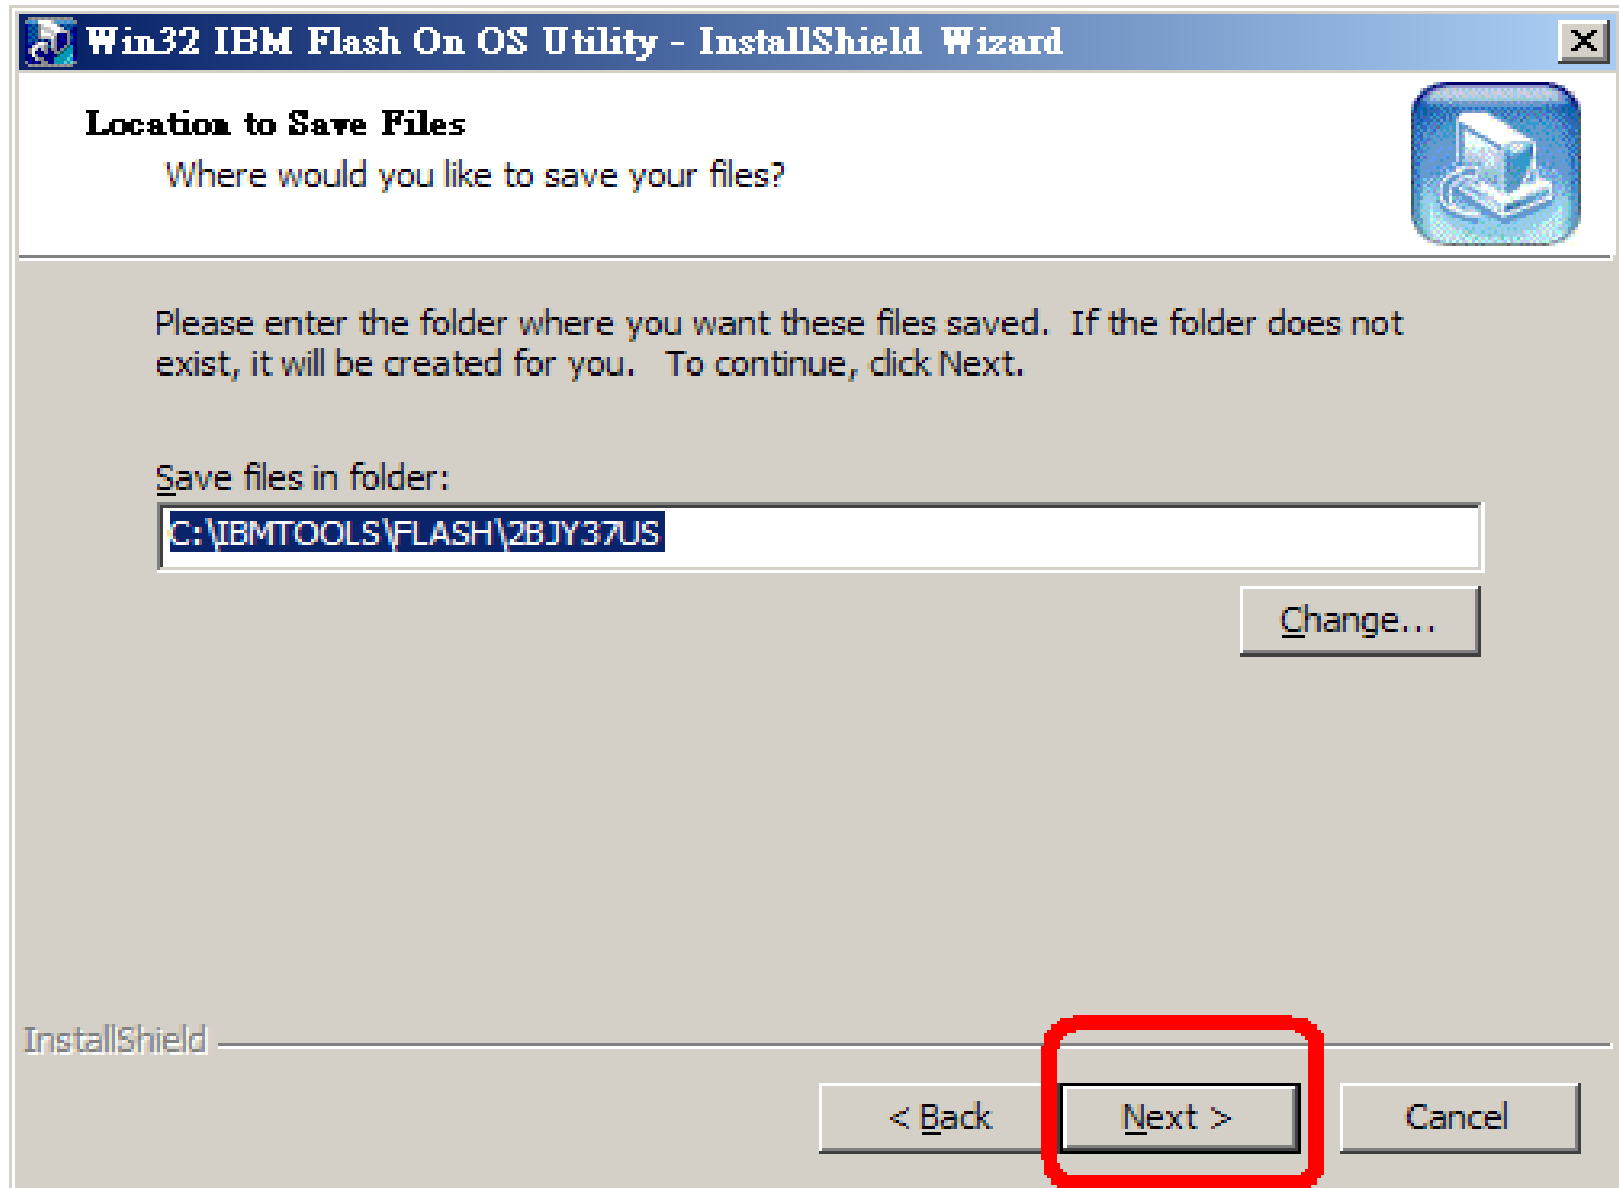 Win32 IBM Flash On OS Utility - InstallShield Wizard
Location to Save Files
Where would you like to save your files?
Please enter the folder where you want these files saved. If the folder does not
exist, it will be created for you. To continue, click Next.
Save files in folder:
C:\IBMTOOLS\FLASH\2BJY37US
Change...
InstallShield
< Back
Next >
Cancel